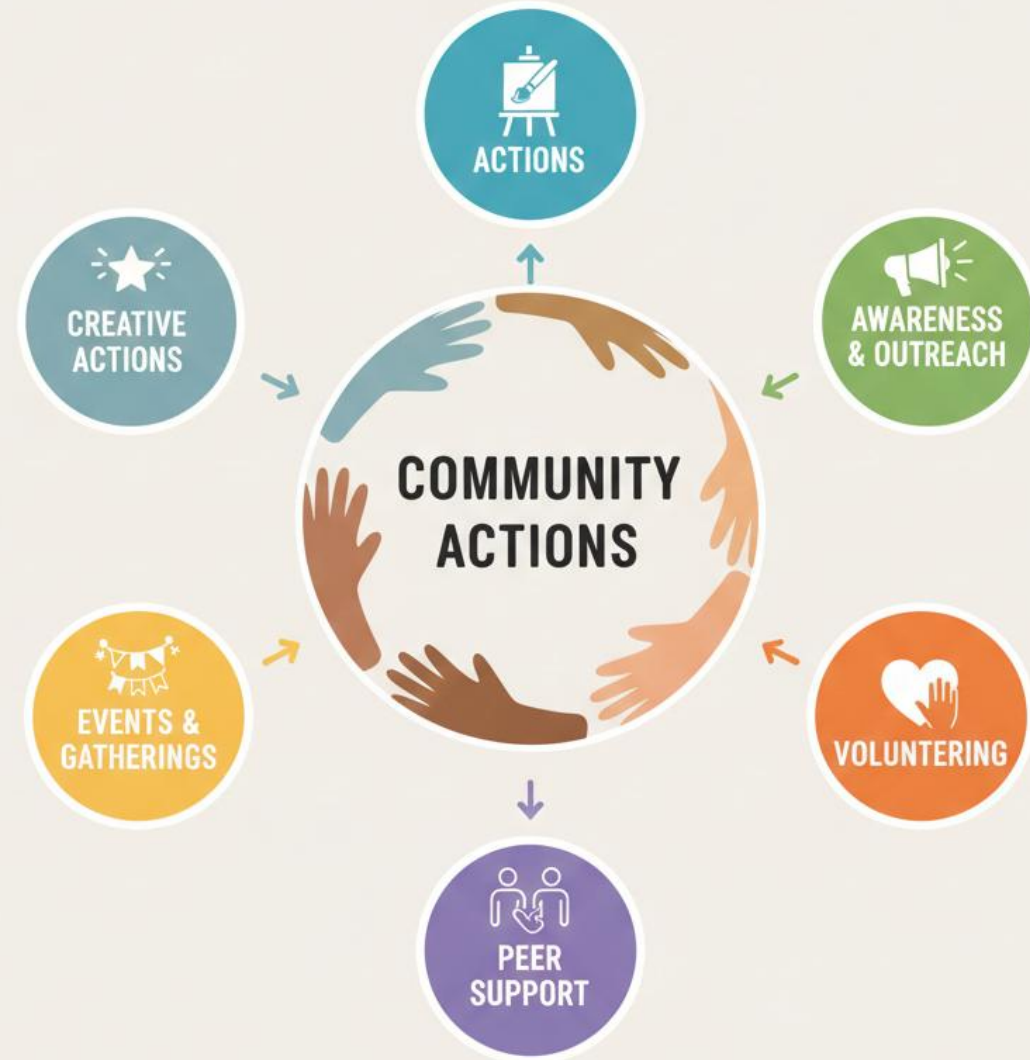 ACTIONS
CREATIVE
ACTIONS
AWARENESS
& OUTREACH
COMMUNITY
ACTIONS
EVENTS &
GATHERINGS
VOLUNTERING
PEER
SUPPORT